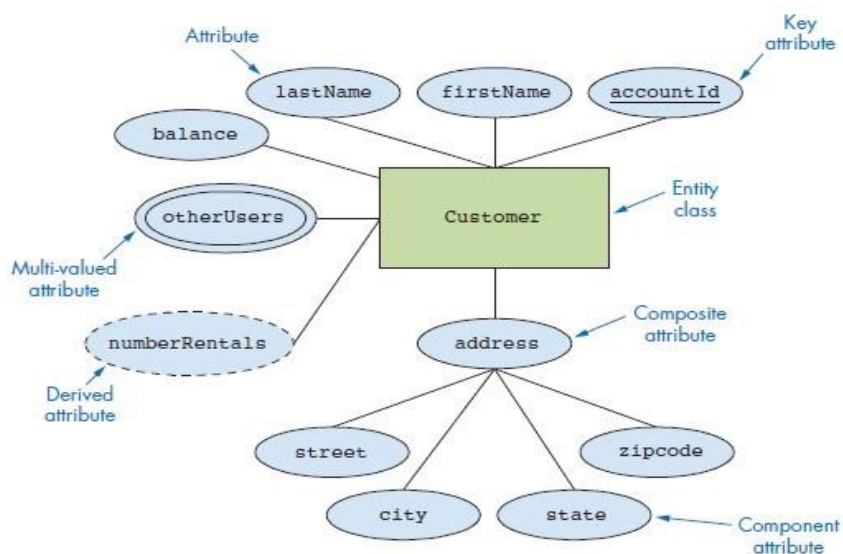 Attribute
Key
attribute
lastName
firstName
accountId
balance
Customer
Entity
class
otherUsers
Multi-valued
attribute
numberRentals
Derived
attribute
address
Composite
attribute
street
zipcode
city
state
Component
attribute